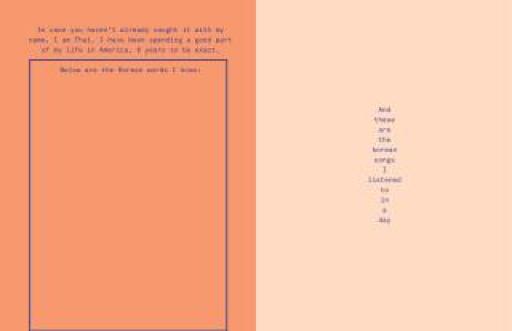 In case you haven't already caught it with my
name, I am Thai. I have been spending a good part
of my life in America, 8 years to be exact.
Below are the Korean words I know:
And
these
are
the
korean
songs
I
listened
to
in
a
day